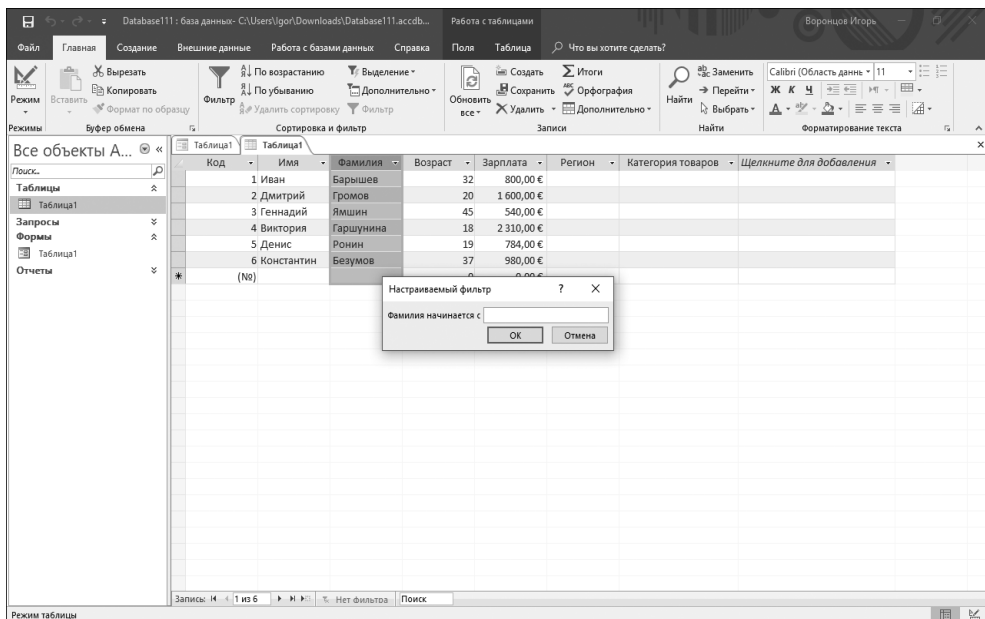 Database111 : база данных- C:\Users\Igor\Downloads\Database111.accdb... Работа с таблицами Воронцов Игорь
Файл Главная Создание Внешние данные Работа с базами данных Справка Поля Таблица Что вы хотите сделать?
Режим
Режимы
Вставить
Вырезать
Копировать
Формат по образцу
Буфер обмена
Фильтр
По возрастанию
По убыванию
Удалить сортировку
Выделение
Дополнительно
Фильтр
Сортировка и фильтр
Обновить все
Создать
Сохранить
Удалить
Итоги
Орфография
Дополнительно
Записи
Найти
Заменить
Перейти
Выбрать
Найти
Calibri (Область даннь 11
Ж К Ч
А
Форматирование текста
Все объекты A...
Поиск..
Таблицы
Таблица1
Запросы
Формы
Таблица1
Отчеты
Таблица1 Таблица1
Код Имя Фамилия Возраст Зарплата Регион Категория товаров Щелкните для добавления
1 Иван Барышев 32 800,00 €
2 Дмитрий Громов 20 1 600,00 €
3 Геннадий Ямшин 45 540,00 €
4 Виктория Гаршунина 18 2 310,00 €
5 Денис Ронин 19 784,00 €
6 Константин Безумов 37 980,00 €
(№) 0 0,00 €
Настраиваемый фильтр ?
Фамилия начинается с
ОК Отмена
Запись: 1 из 6 Нет фильтра Поиск
Режим таблицы